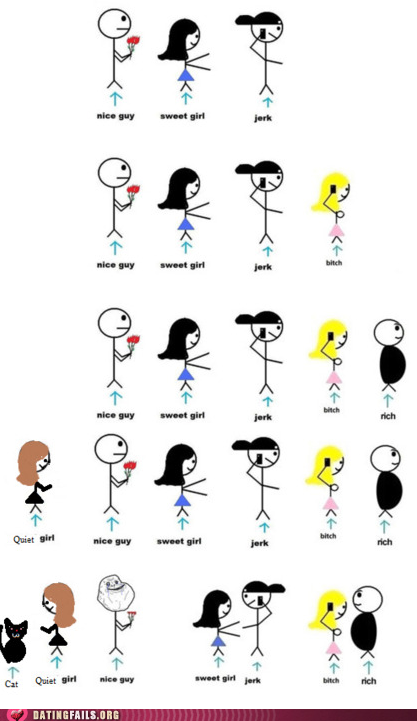 nice guy sweet girl jerk
nice guy sweet girl jerk bitch
nice guy sweet girl jerk bitch rich
Quiet girl nice guy sweet girl jerk bitch rich
Cat Quiet girl nice guy sweet girl jerk bitch rich
DATINGFAILS.ORG